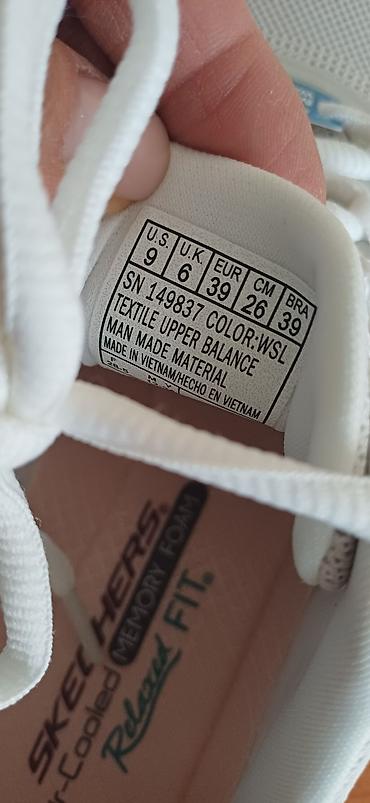 U.S. U.K EUR CM BRA
9 6 39 26 39
SN 149837 COLOR:WSL
TEXTILE UPPER BALANCE
MAN MADE MATERIAL
MADE IN VIETNAM/HECHO EN VIETNAM
SKECHERS.
r-Cooled MEMORY FOAM
Relaxed FIT.